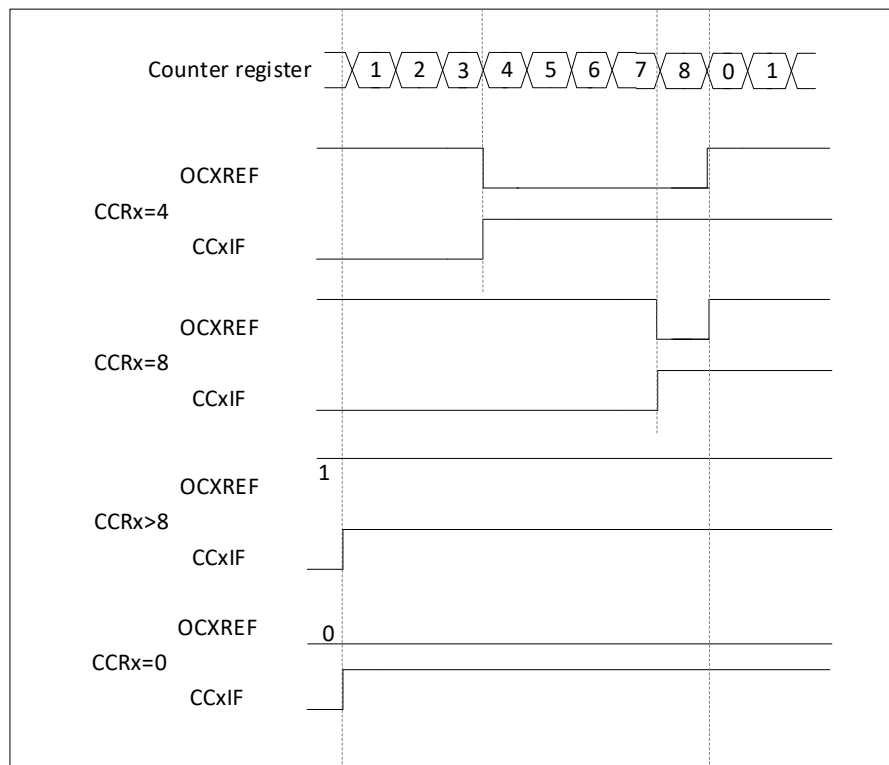 Counter register 1 2 3 4 5 6 7 8 0 1
OCXREF
CCRx=4
CCxIF
OCXREF
CCRx=8
CCxIF
1
OCXREF
CCRx>8
CCxIF
OCXREF 0
CCRx=0
CCxIF